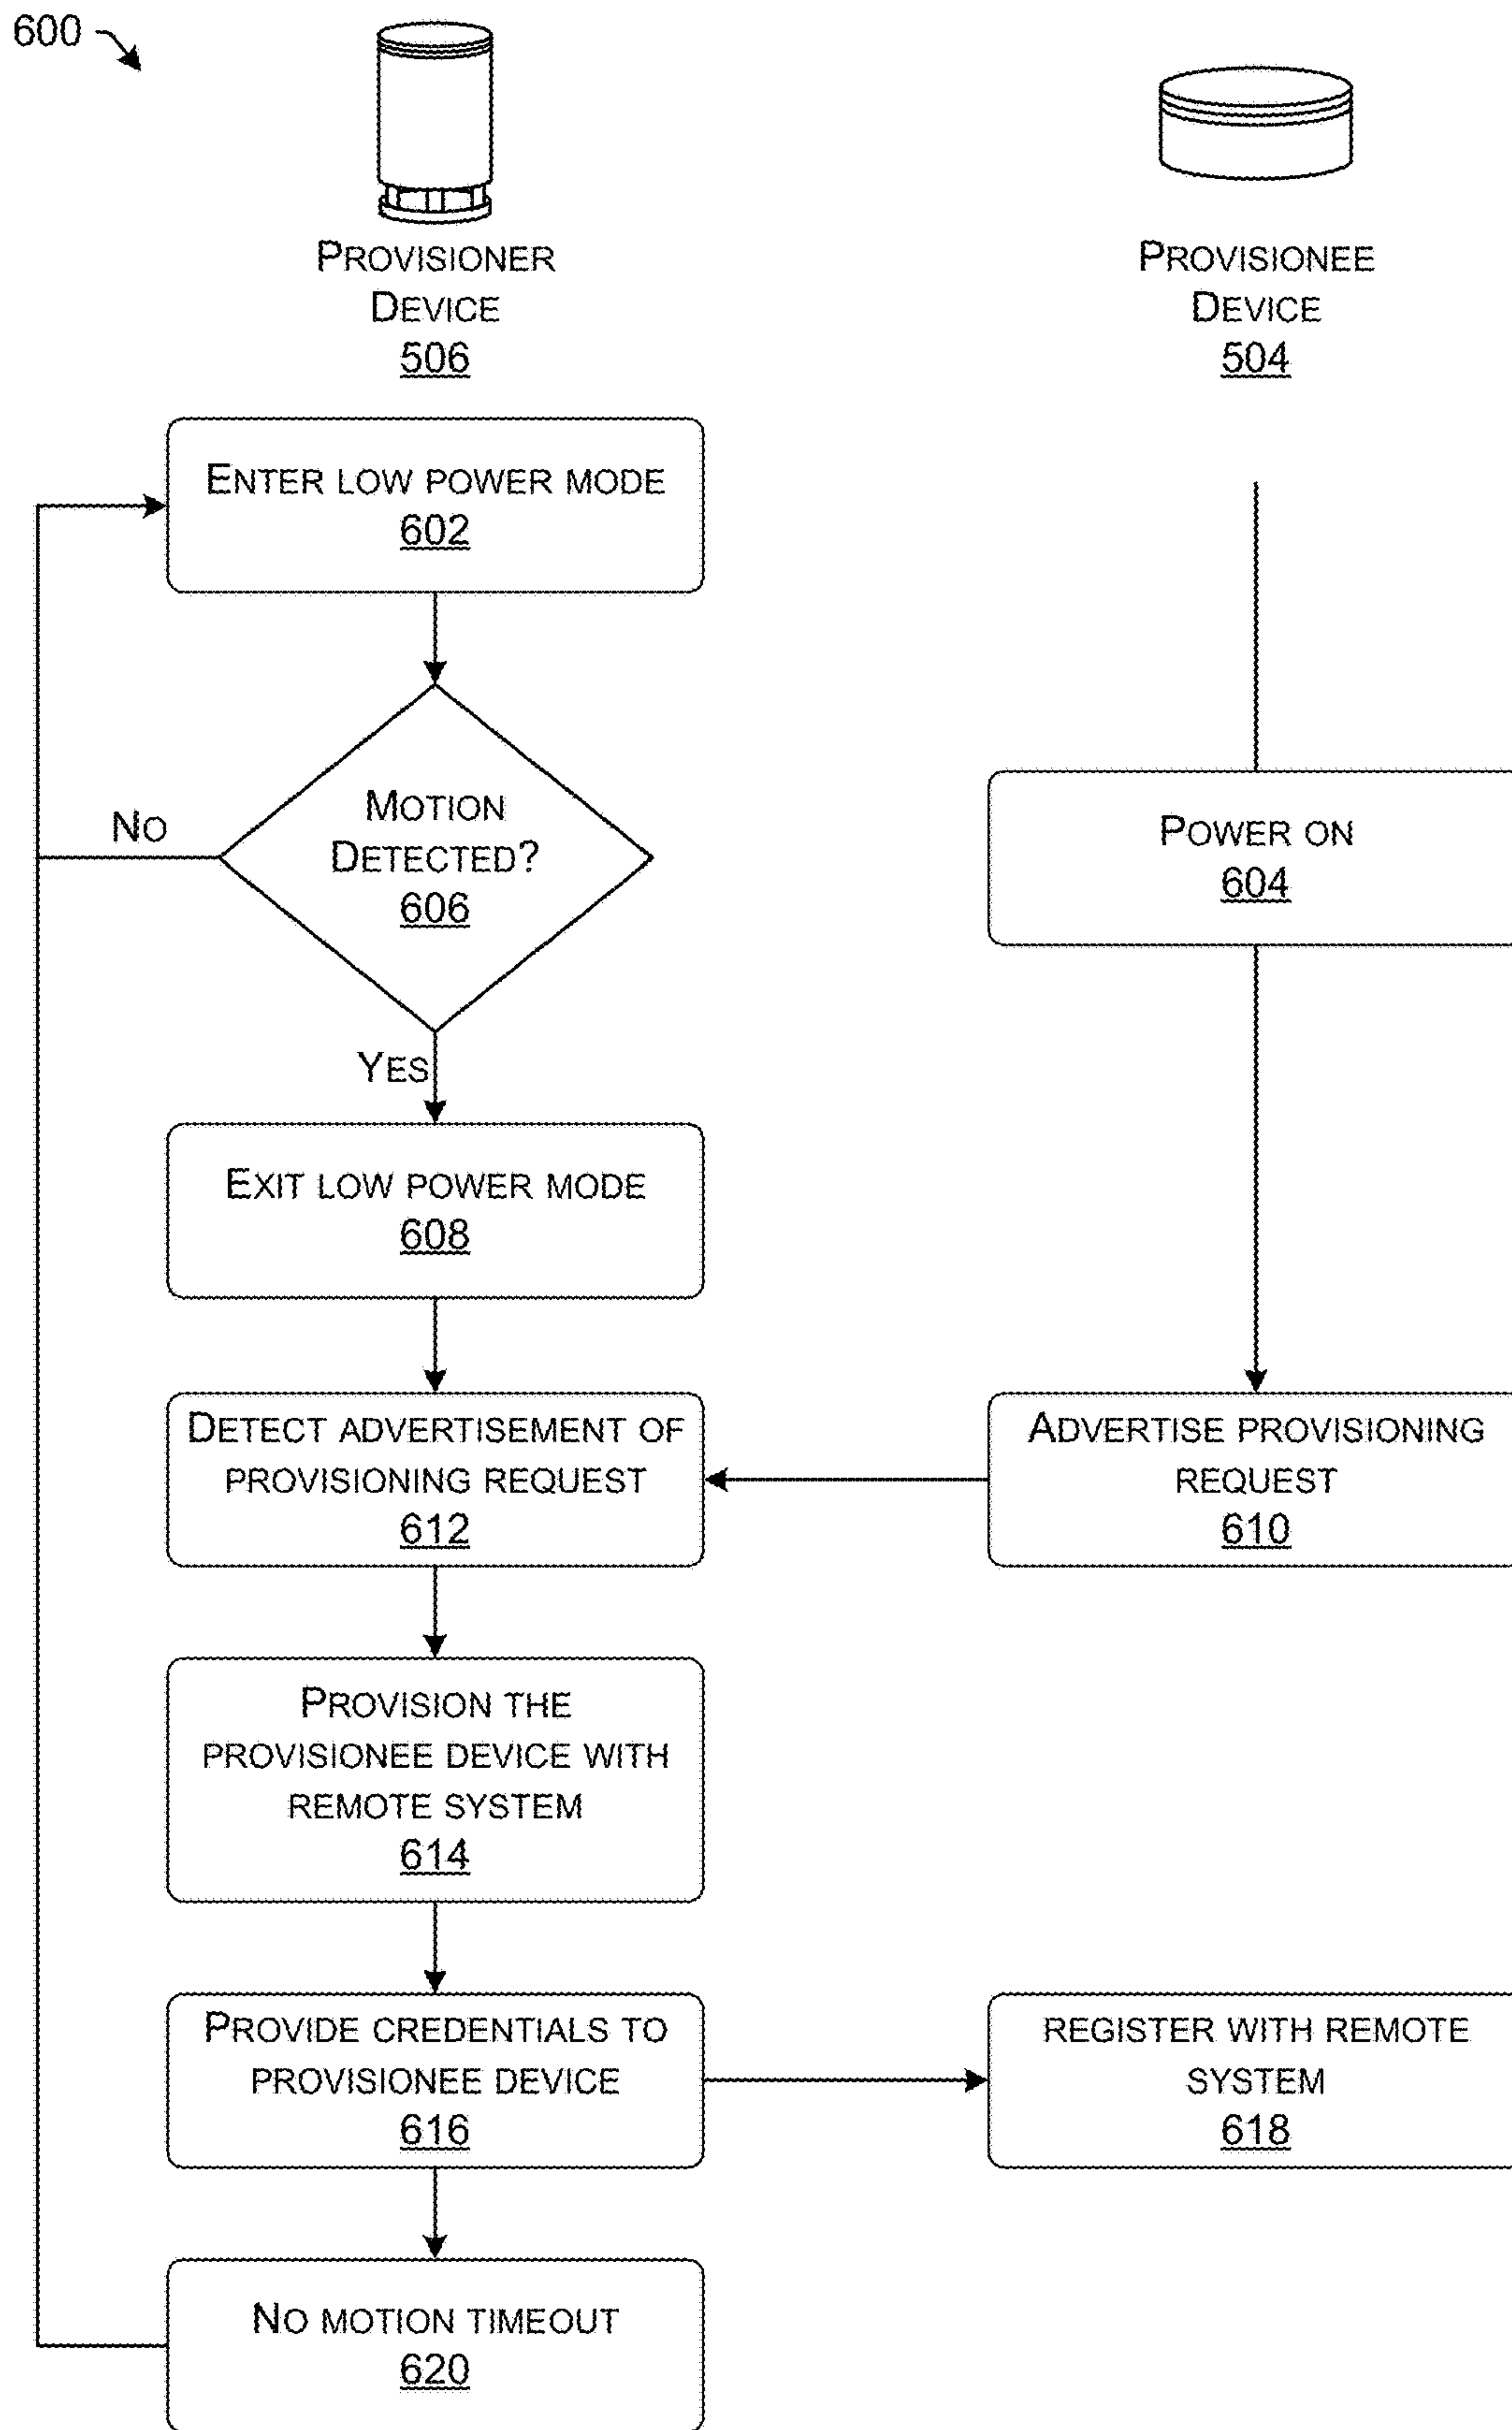 600
PROVISIONER
DEVICE
506
PROVISIONEE
DEVICE
504
ENTER LOW POWER MODE
602
MOTION
DETECTED?
606
NO
POWER ON
604
YES
EXIT LOW POWER MODE
608
DETECT ADVERTISEMENT OF
PROVISIONING REQUEST
612
ADVERTISE PROVISIONING
REQUEST
610
PROVISION THE
PROVISIONEE DEVICE WITH
REMOTE SYSTEM
614
PROVIDE CREDENTIALS TO
PROVISIONEE DEVICE
616
REGISTER WITH REMOTE
SYSTEM
618
NO MOTION TIMEOUT
620